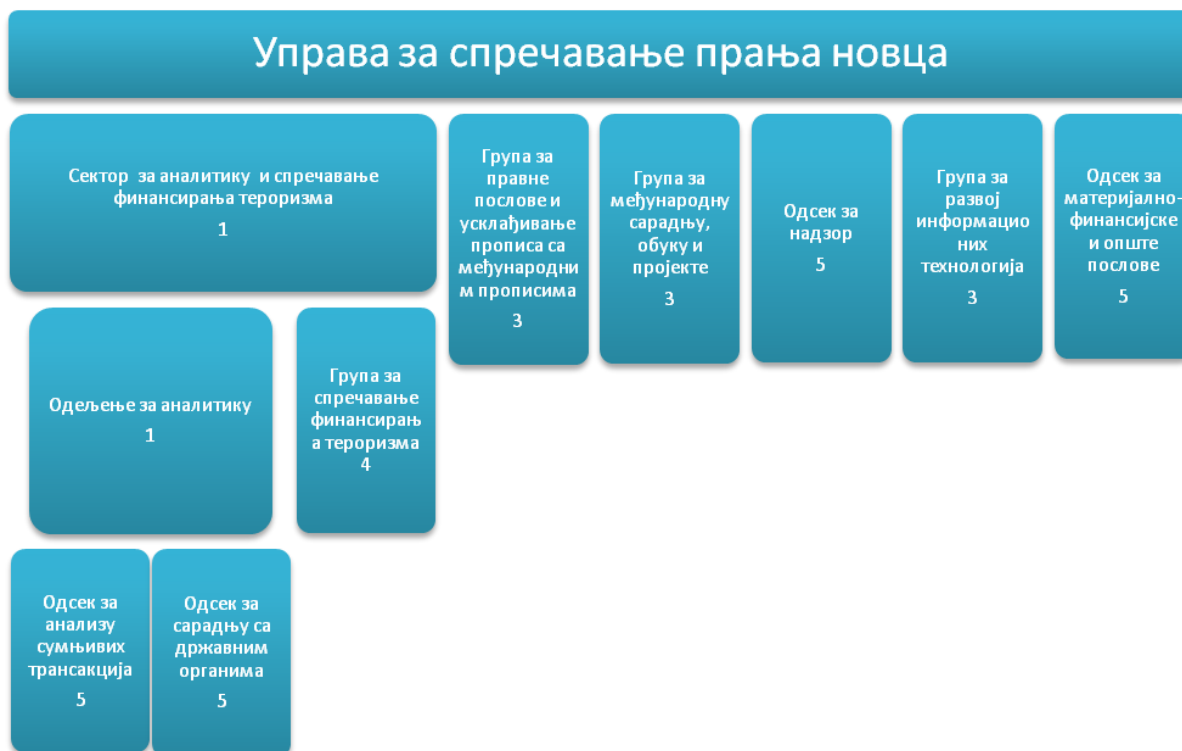 Управа за спречавање прања новца
Сектор за аналитику и спречавање
финансирања тероризма
1
Група за
правне
послове и
усклађивање
прописа са
међународни
м прописима
3
Група за
међународну
сарадњу,
обуку и
пројекте
3
Одсек за
надзор
5
Група за
развој
информацио
них
технологија
3
Одсек за
материјално-
финансијске
и опште
послове
5
Одељење за аналитику
1
Група за
спречавање
финансирањ
а тероризма
4
Одсек за
анализу
сумњивих
трансакција
5
Одсек за
сарадњу са
државним
органима
5